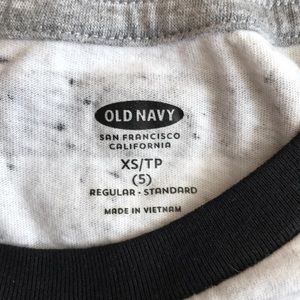 OLD NAVY
SAN FRANCISCO
CALIFORNIA
XS/TP
(5)
REGULAR - STANDARD
MADE IN VIETNAM